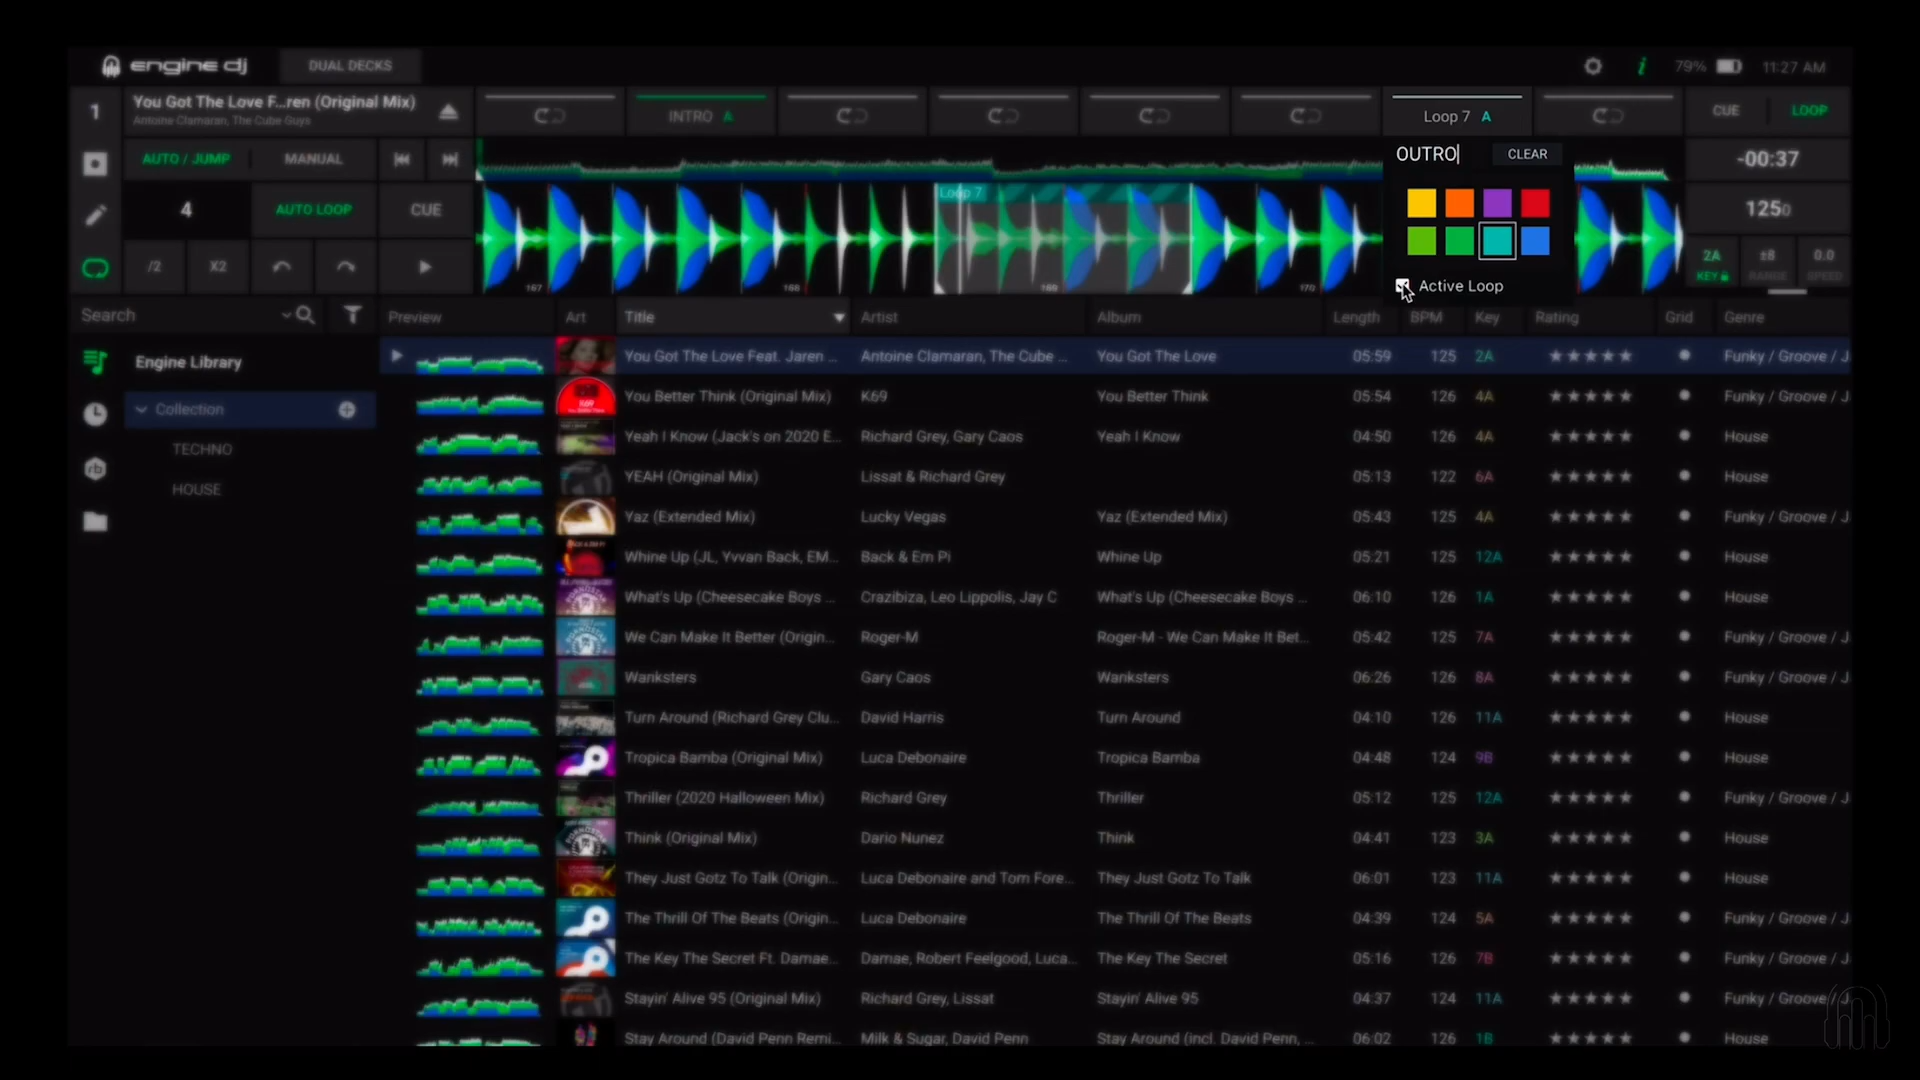 engine dj DUAL DECKS 79% 11:27 AM
1 You Got The Love F...ren (Original Mix) INTRO A Loop 7 A CUE LOOP
Antoine Clamaran, The Cube Guys
AUTO / JUMP MANUAL OUTRO CLEAR -00:37
4 AUTO LOOP CUE Loop 7 1250
/2 X2 2A ±8 0.0
KEY RANGE SPEED
167 168 169 170 Active Loop
Search Preview Art Title Artist Album Length BPM Key Rating Grid Genre
Engine Library
Collection
TECHNO
HOUSE
rb
You Got The Love Feat. Jaren ... Antoine Clamaran, The Cube ... You Got The Love 05:59 125 2A ★★★★★ Funky / Groove / J
You Better Think (Original Mix) K69 You Better Think 05:54 126 4A ★★★★★ Funky / Groove / J
Yeah I Know (Jack's on 2020 E... Richard Grey, Gary Caos Yeah I Know 04:50 126 4A ★★★★★ House
YEAH (Original Mix) Lissat & Richard Grey 05:13 122 6A ★★★★★ House
Yaz (Extended Mix) Lucky Vegas Yaz (Extended Mix) 05:43 125 4A ★★★★★ Funky / Groove / J
Whine Up (JL, Yvvan Back, EM... Back & Em Pi Whine Up 05:21 125 12A ★★★★★ House
What's Up (Cheesecake Boys ... Crazibiza, Leo Lippolis, Jay C What's Up (Cheesecake Boys ... 06:10 126 1A ★★★★★ House
We Can Make It Better (Origin... Roger-M Roger-M - We Can Make It Bet... 05:42 125 7A ★★★★★ Funky / Groove / J
Wanksters Gary Caos Wanksters 06:26 126 8A ★★★★★ Funky / Groove / J
Turn Around (Richard Grey Clu... David Harris Turn Around 04:10 126 11A ★★★★★ House
Tropica Bamba (Original Mix) Luca Debonaire Tropica Bamba 04:48 124 9B ★★★★★ House
Thriller (2020 Halloween Mix) Richard Grey Thriller 05:12 125 12A ★★★★★ Funky / Groove / J
Think (Original Mix) Dario Nunez Think 04:41 123 3A ★★★★★ House
They Just Gotz To Talk (Origin... Luca Debonaire and Tom Fore... They Just Gotz To Talk 06:01 123 11A ★★★★★ House
The Thrill Of The Beats (Origin... Luca Debonaire The Thrill Of The Beats 04:39 124 5A ★★★★★ Funky / Groove / J
The Key The Secret Ft. Damae... Damae, Robert Feelgood, Luca... The Key The Secret 05:16 126 7B ★★★★★ Funky / Groove / J
Stayin' Alive 95 (Original Mix) Richard Grey, Lissat Stayin' Alive 95 04:37 124 11A ★★★★★ Funky / Groove / J
Stay Around (David Penn Remi... Milk & Sugar, David Penn Stay Around (incl. David Penn, ... 06:02 126 1B ★★★★★ House